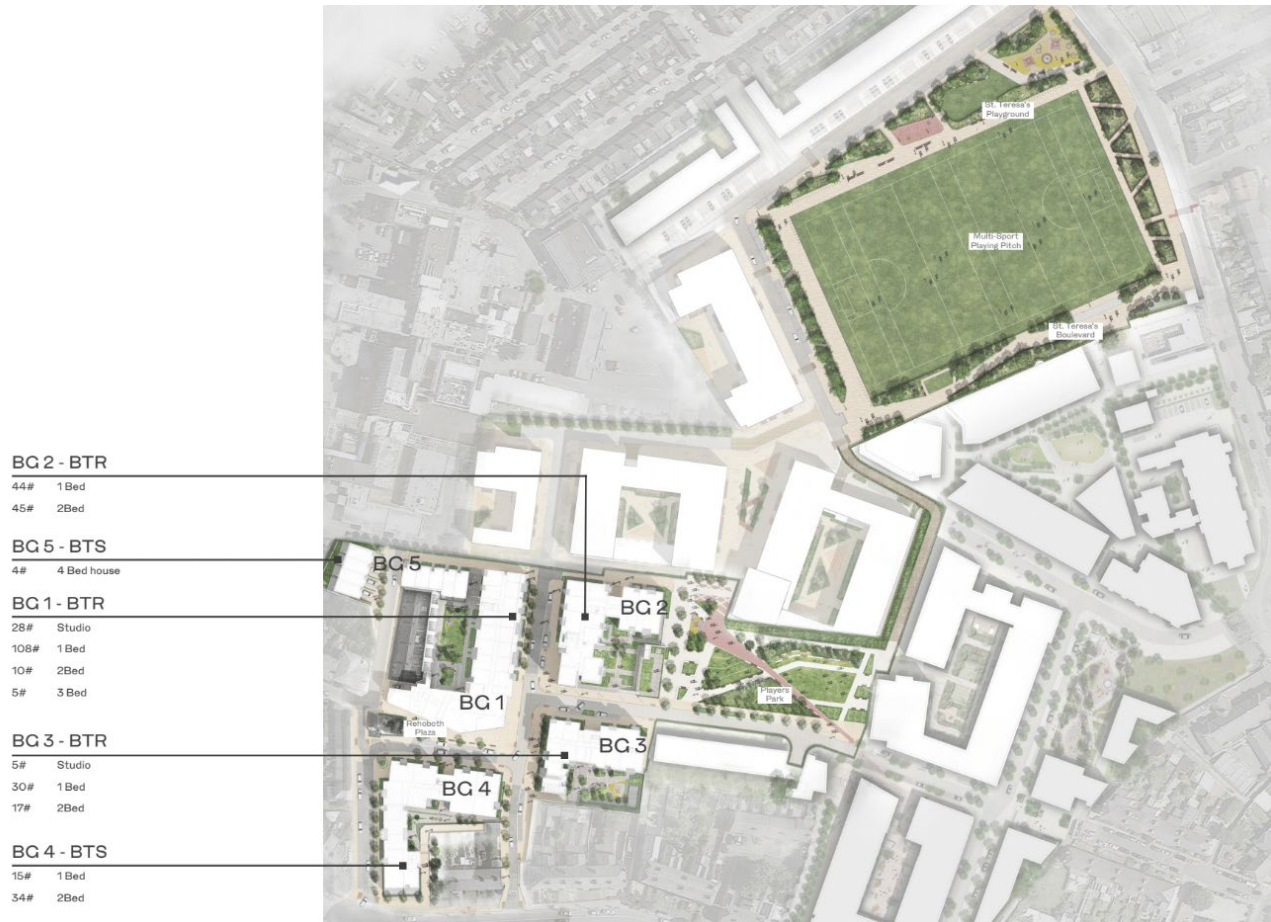 BG 2 - BTR
44# 1 Bed
45# 2Bed
BG 5 - BTS
4# 4 Bed house
BG 1 - BTR
28# Studio
108# 1 Bed
10# 2Bed
5# 3 Bed
BG 3 - BTR
5# Studio
30# 1 Bed
17# 2Bed
BG 4 - BTS
15# 1 Bed
34# 2Bed
St. Teresa's
Playground
Multi-Sport
Playing Pitch
St. Teresa's
Boulevard
BG 5
BG 2
BG 1
Players
Park
Rehoboth
Plaza
BG 3
BG 4